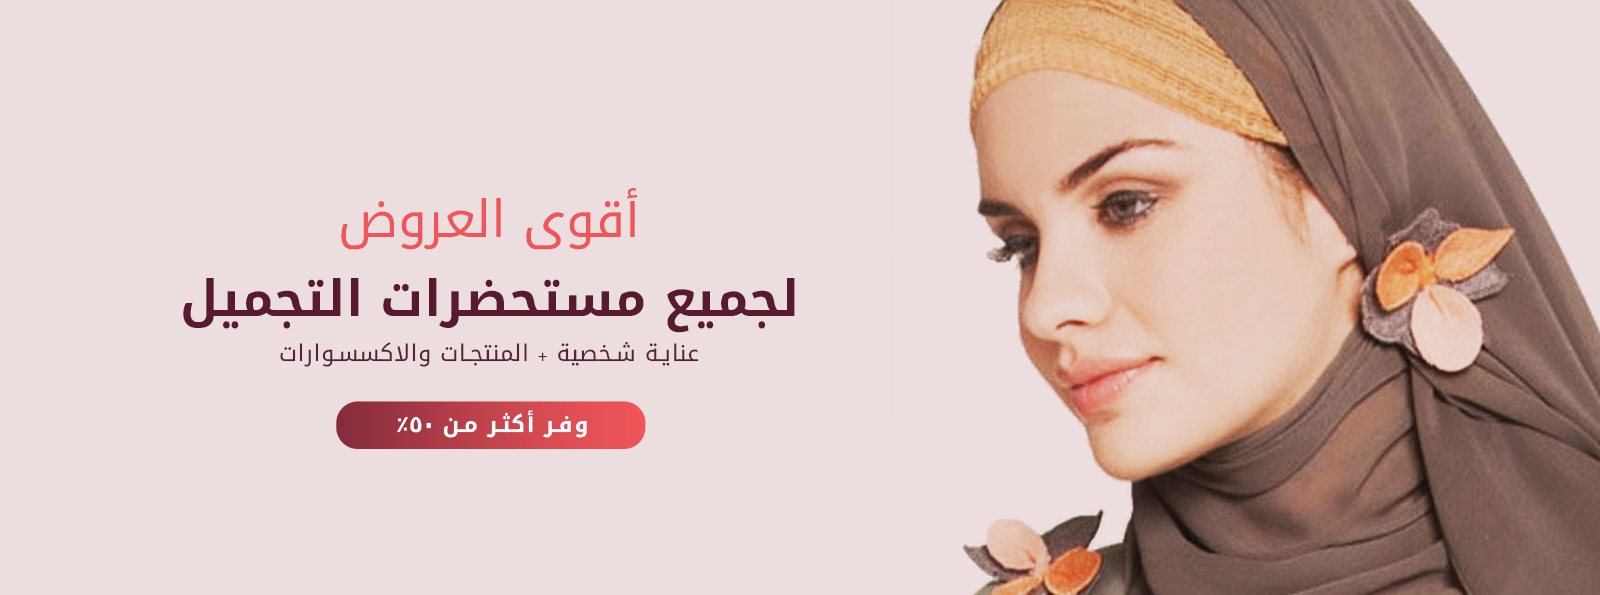 أقوى العروض
لجميع مستحضرات التجميل
عناية شخصية + المنتجات والاكسسوارات
وفر أكثر من ٥٠٪